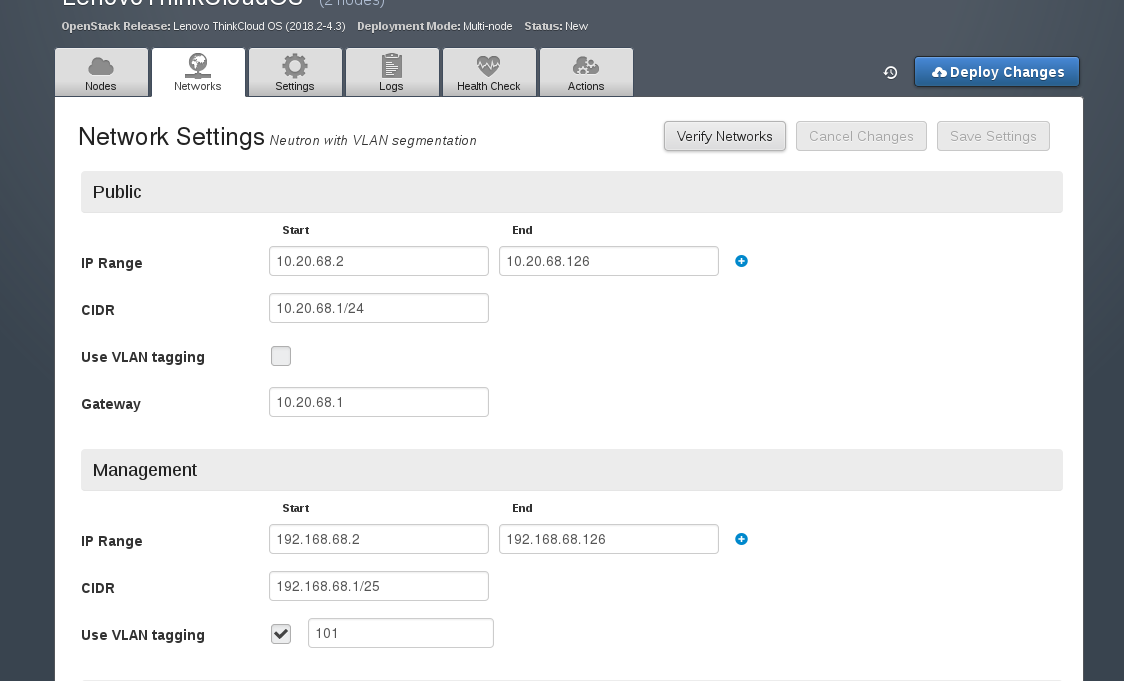 LenovoThinkCloudOS (2 nodes)
OpenStack Release: Lenovo ThinkCloud OS (2018.2-4.3) Deployment Mode: Multi-node Status: New
Nodes
Networks
Settings
Logs
Health Check
Actions
Deploy Changes
Network Settings Neutron with VLAN segmentation
Verify Networks
Cancel Changes
Save Settings
Public
Start End
IP Range 10.20.68.2 10.20.68.126
CIDR 10.20.68.1/24
Use VLAN tagging
Gateway 10.20.68.1
Management
Start End
IP Range 192.168.68.2 192.168.68.126
CIDR 192.168.68.1/25
Use VLAN tagging 101